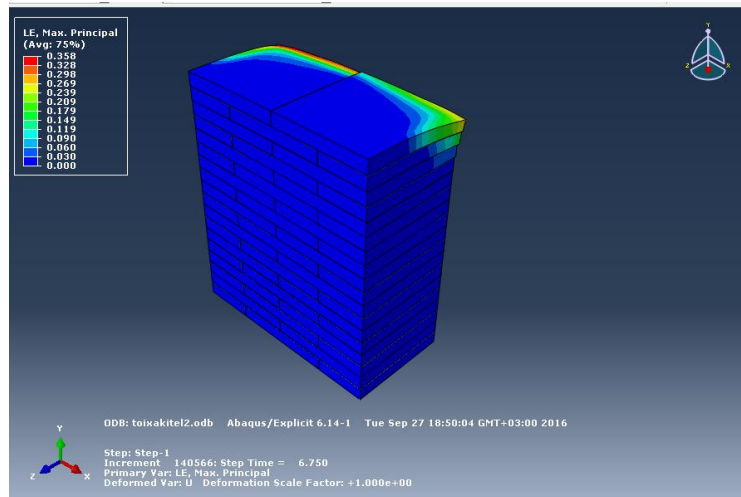 LE, Max. Principal
(Avg: 75%)
0.358
0.328
0.298
0.269
0.239
0.209
0.179
0.149
0.119
0.090
0.060
0.030
0.000
Y
Z
X
ODB: toixakitel2.odb    Abaqus/Explicit 6.14-1    Tue Sep 27 18:50:04 GMT+03:00 2016
Y
Z
X
Step: Step-1
Increment    140566: Step Time =    6.750
Primary Var: LE, Max. Principal
Deformed Var: U    Deformation Scale Factor: +1.000e+00